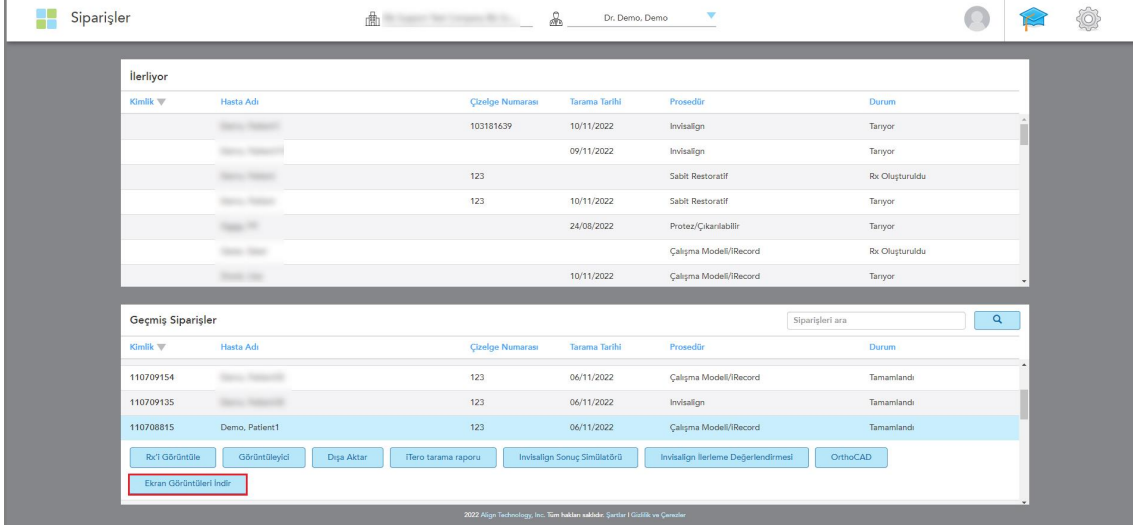 Siparişler
Dr. Demo, Demo
İlerliyor
Kimlik Hasta Adı Çizelge Numarası Tarama Tarihi Prosedür Durum
103181639 10/11/2022 Invisalign Tarıyor
09/11/2022 Invisalign Tarıyor
123 Sabit Restoratif Rx Oluşturuldu
123 10/11/2022 Sabit Restoratif Tarıyor
24/08/2022 Protez/Çıkarılabilir Tarıyor
Çalışma Modeli/iRecord Rx Oluşturuldu
10/11/2022 Çalışma Modeli/iRecord Tarıyor
Geçmiş Siparişler Siparişleri ara
Kimlik Hasta Adı Çizelge Numarası Tarama Tarihi Prosedür Durum
110709154 123 06/11/2022 Çalışma Modeli/iRecord Tamamlandı
110709135 123 06/11/2022 Invisalign Tamamlandı
110708815 Demo, Patient1 123 06/11/2022 Çalışma Modeli/iRecord Tamamlandı
Rx'i Görüntüle Görüntüleyici Dışa Aktar iTero tarama raporu Invisalign Sonuç Simülatörü Invisalign İlerleme Değerlendirmesi OrthoCAD
Ekran Görüntüleri İndir
2022 Align Technology, Inc. Tüm hakları saklıdır. Şartlar | Gizlilik ve Çerezler